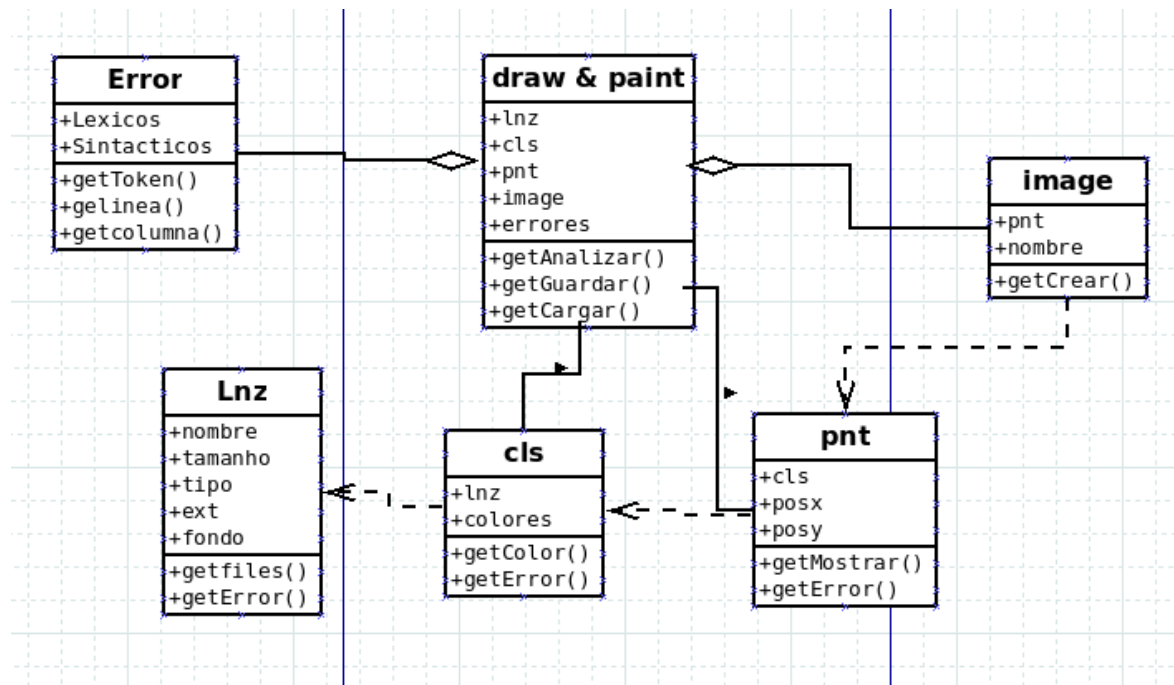 Error
+Lexicos
+Sintacticos
+getToken()
+gelinea()
+getcolumna()
draw & paint
+lnz
+cls
+pnt
+image
+errores
+getAnalizar()
+getGuardar()
+getCargar()
image
+pnt
+nombre
+getCrear()
Lnz
+nombre
+tamanho
+tipo
+ext
+fondo
+getfiles()
+getError()
cls
+lnz
+colores
+getColor()
+getError()
pnt
+cls
+posx
+posy
+getMostrar()
+getError()